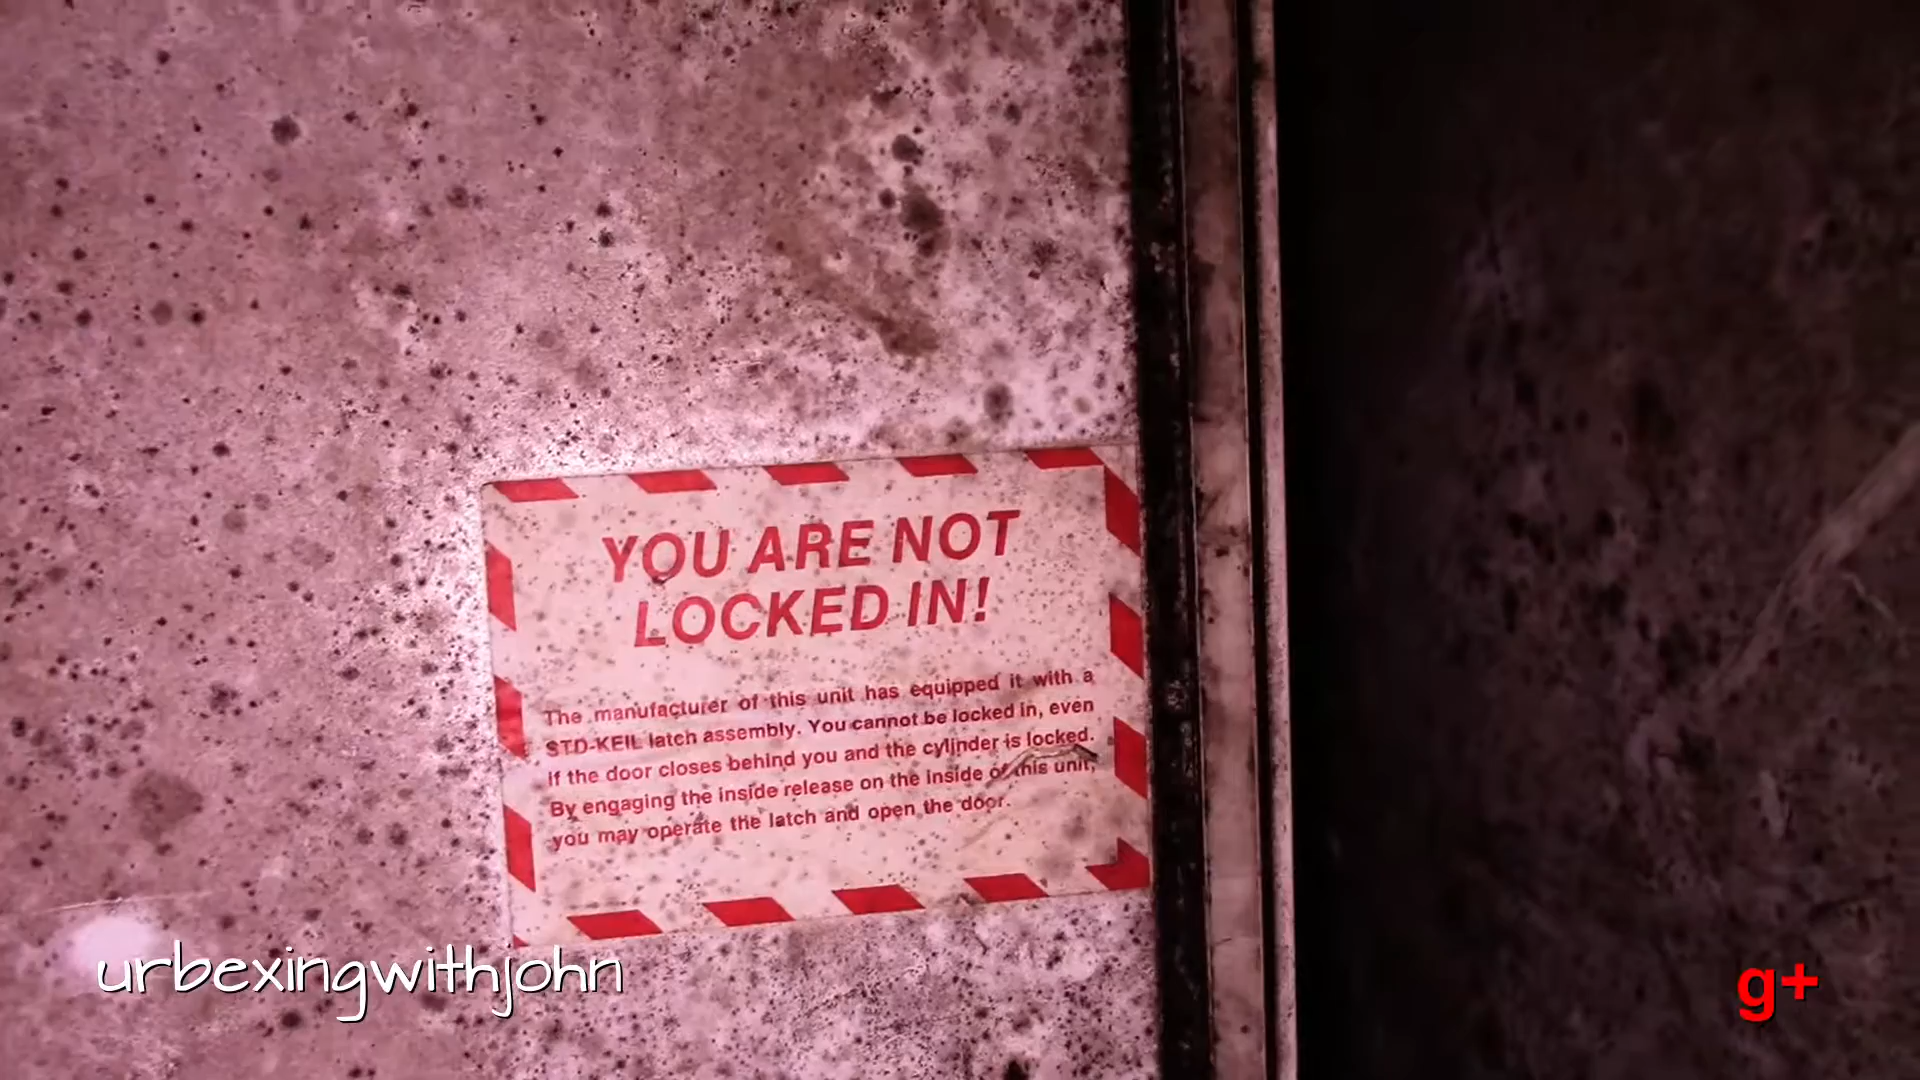 YOU ARE NOT
LOCKED IN!
The manufacturer of this unit has equipped it with a
STD-KEIL latch assembly. You cannot be locked in, even
if the door closes behind you and the cylinder is locked.
By engaging the inside release on the inside of this unit,
you may operate the latch and open the door.
urbexingwithjohn
g+